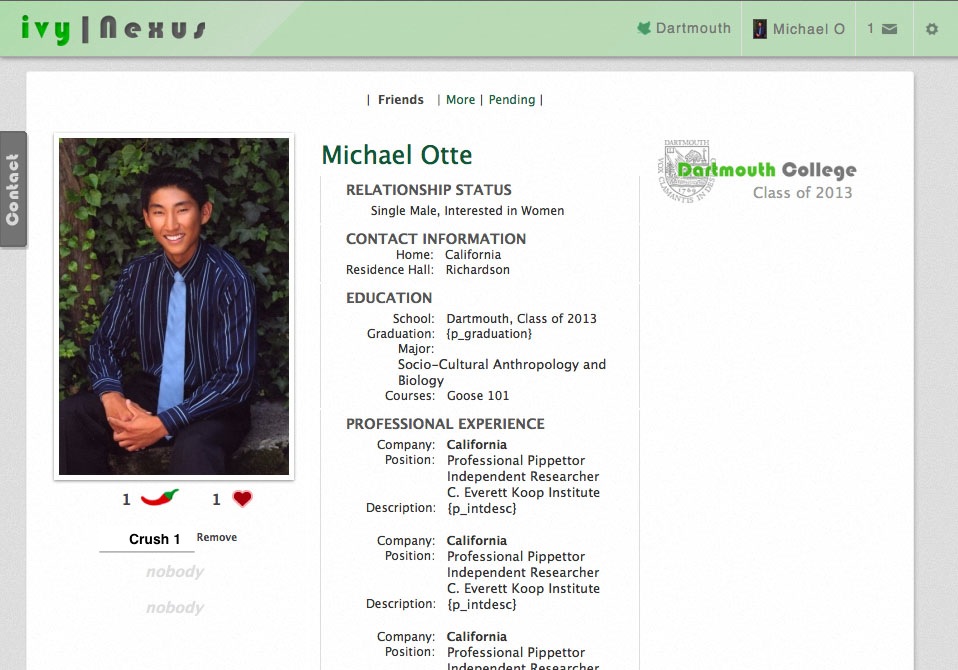 ivy|Nexus
Dartmouth
Michael O
1
| Friends | More | Pending |
Contact
Michael Otte
RELATIONSHIP STATUS
Single Male, Interested in Women
CONTACT INFORMATION
Home: California
Residence Hall: Richardson
EDUCATION
School: Dartmouth, Class of 2013
Graduation: {p_graduation}
Major:
Socio-Cultural Anthropology and
Biology
Courses: Goose 101
PROFESSIONAL EXPERIENCE
Company: California
Position: Professional Pippettor
Independent Researcher
C. Everett Koop Institute
Description: {p_intdesc}
Company: California
Position: Professional Pippettor
Independent Researcher
C. Everett Koop Institute
Description: {p_intdesc}
Company: California
Position: Professional Pippettor
Independent Researcher
DARTMOUTH
VOX CLAMANTIS IN DESERTO
1769
Dartmouth College
Class of 2013
1 1
Crush 1 Remove
nobody
nobody